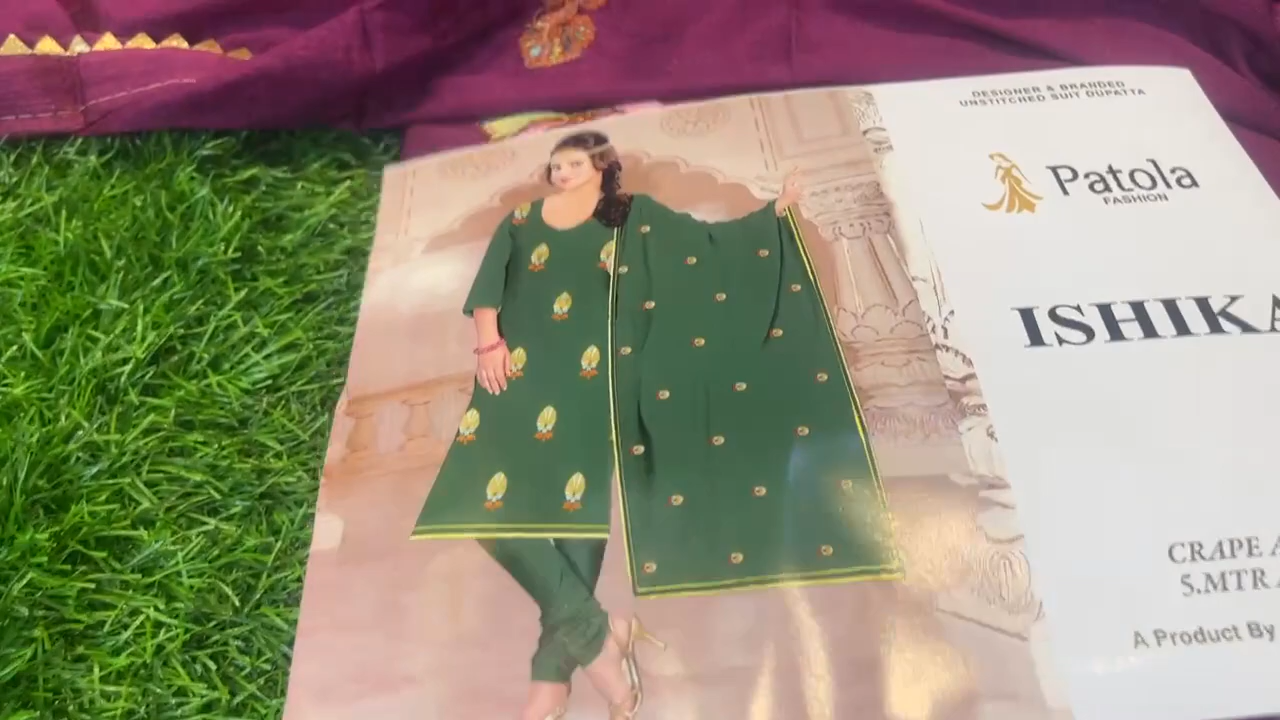 DESIGNER & BRANDED
UNSTITCHED SUIT DUPATTA
Patola
FASHION
ISHIKA
CRAPE
5.MTR
A Product By